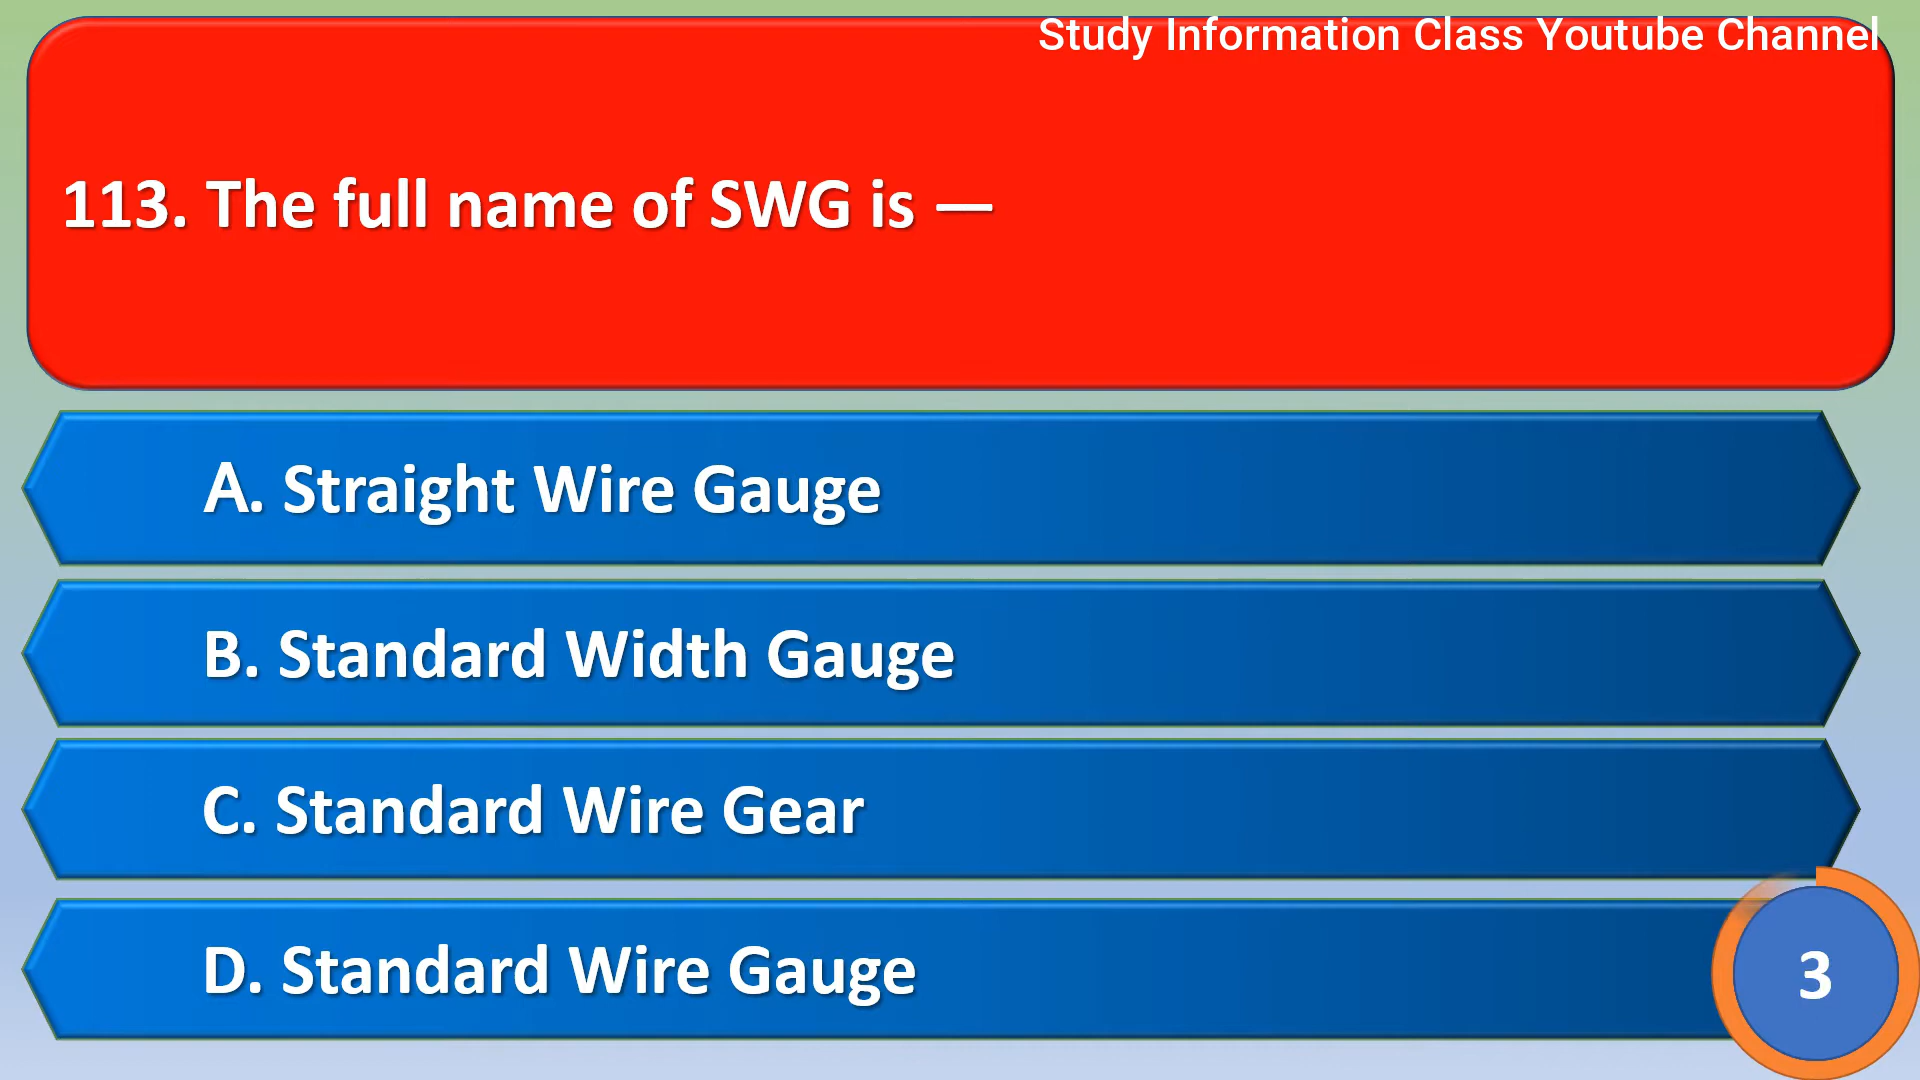 Study Information Class Youtube Channel
113. The full name of SWG is —
A. Straight Wire Gauge
B. Standard Width Gauge
C. Standard Wire Gear
D. Standard Wire Gauge
3